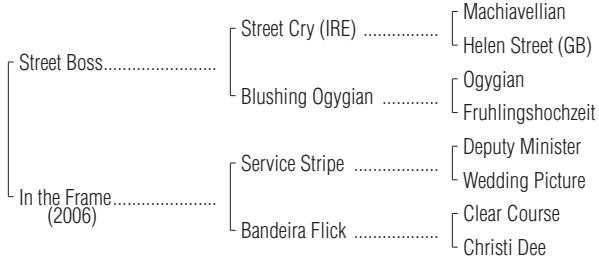 Machiavellian
Street Cry (IRE) ................
Helen Street (GB)
Street Boss........................
Ogygian
Blushing Ogygian ............
Fruhlingshochzeit
Deputy Minister
Service Stripe ..................
Wedding Picture
In the Frame......................
(2006)
Clear Course
Bandeira Flick ..................
Christi Dee